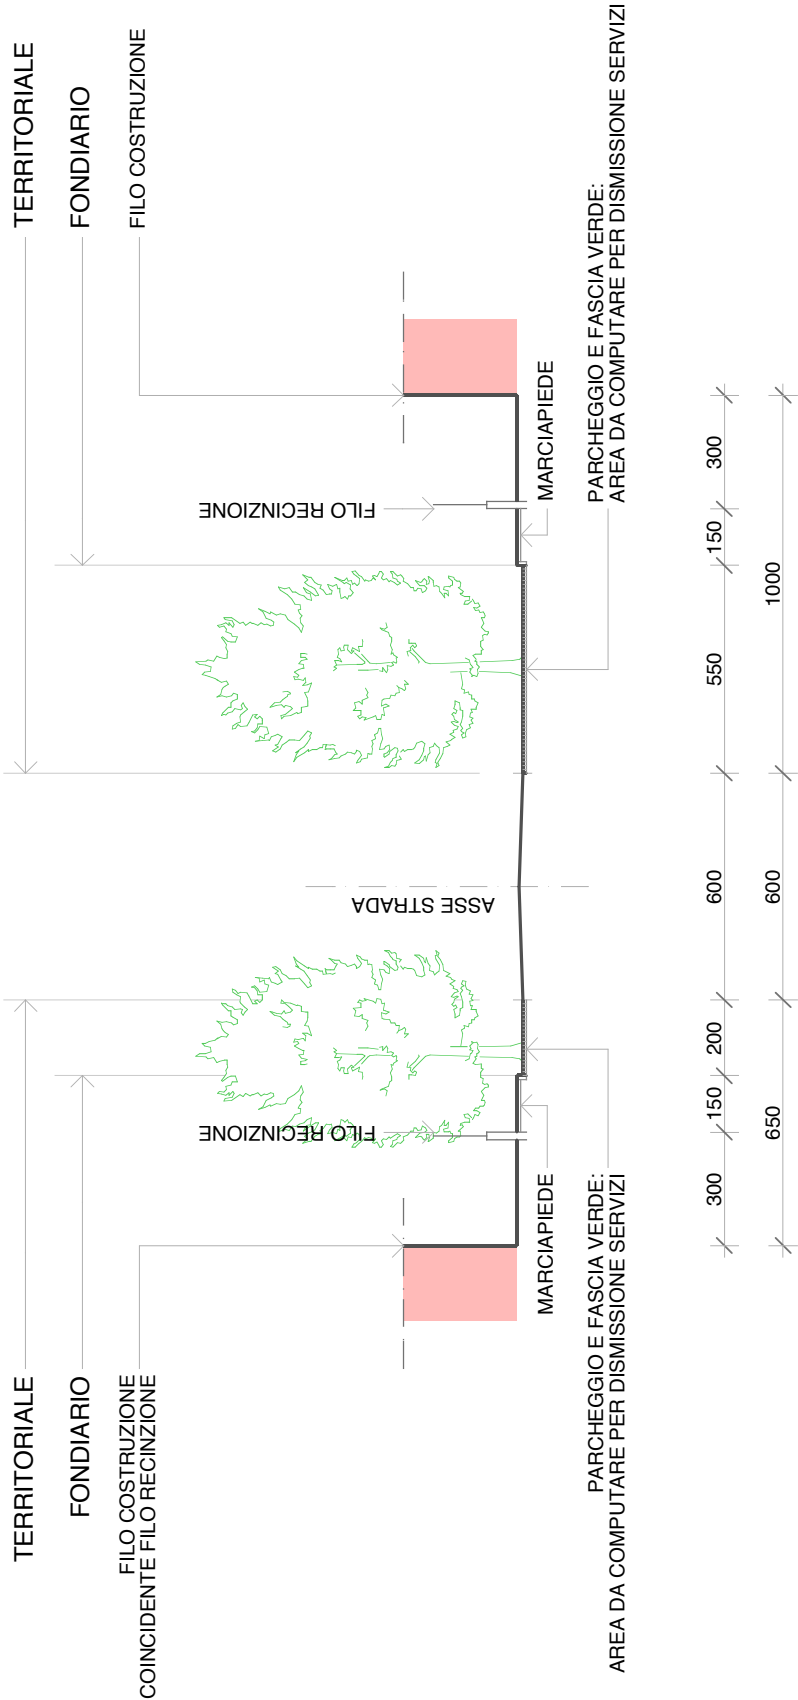 TERRITORIALE
FONDIARIO
FILO COSTRUZIONE
COINCIDENTE FILO RECINZIONE
TERRITORIALE
FONDIARIO
FILO COSTRUZIONE
FILO RECINZIONE
ASSE STRADA
FILO RECINZIONE
MARCIAPIEDE
MARCIAPIEDE
PARCHEGGIO E FASCIA VERDE:
AREA DA COMPUTARE PER DISMISSIONE SERVIZI
PARCHEGGIO E FASCIA VERDE:
AREA DA COMPUTARE PER DISMISSIONE SERVIZI
300
150
200
600
550
150
300
650
600
1000